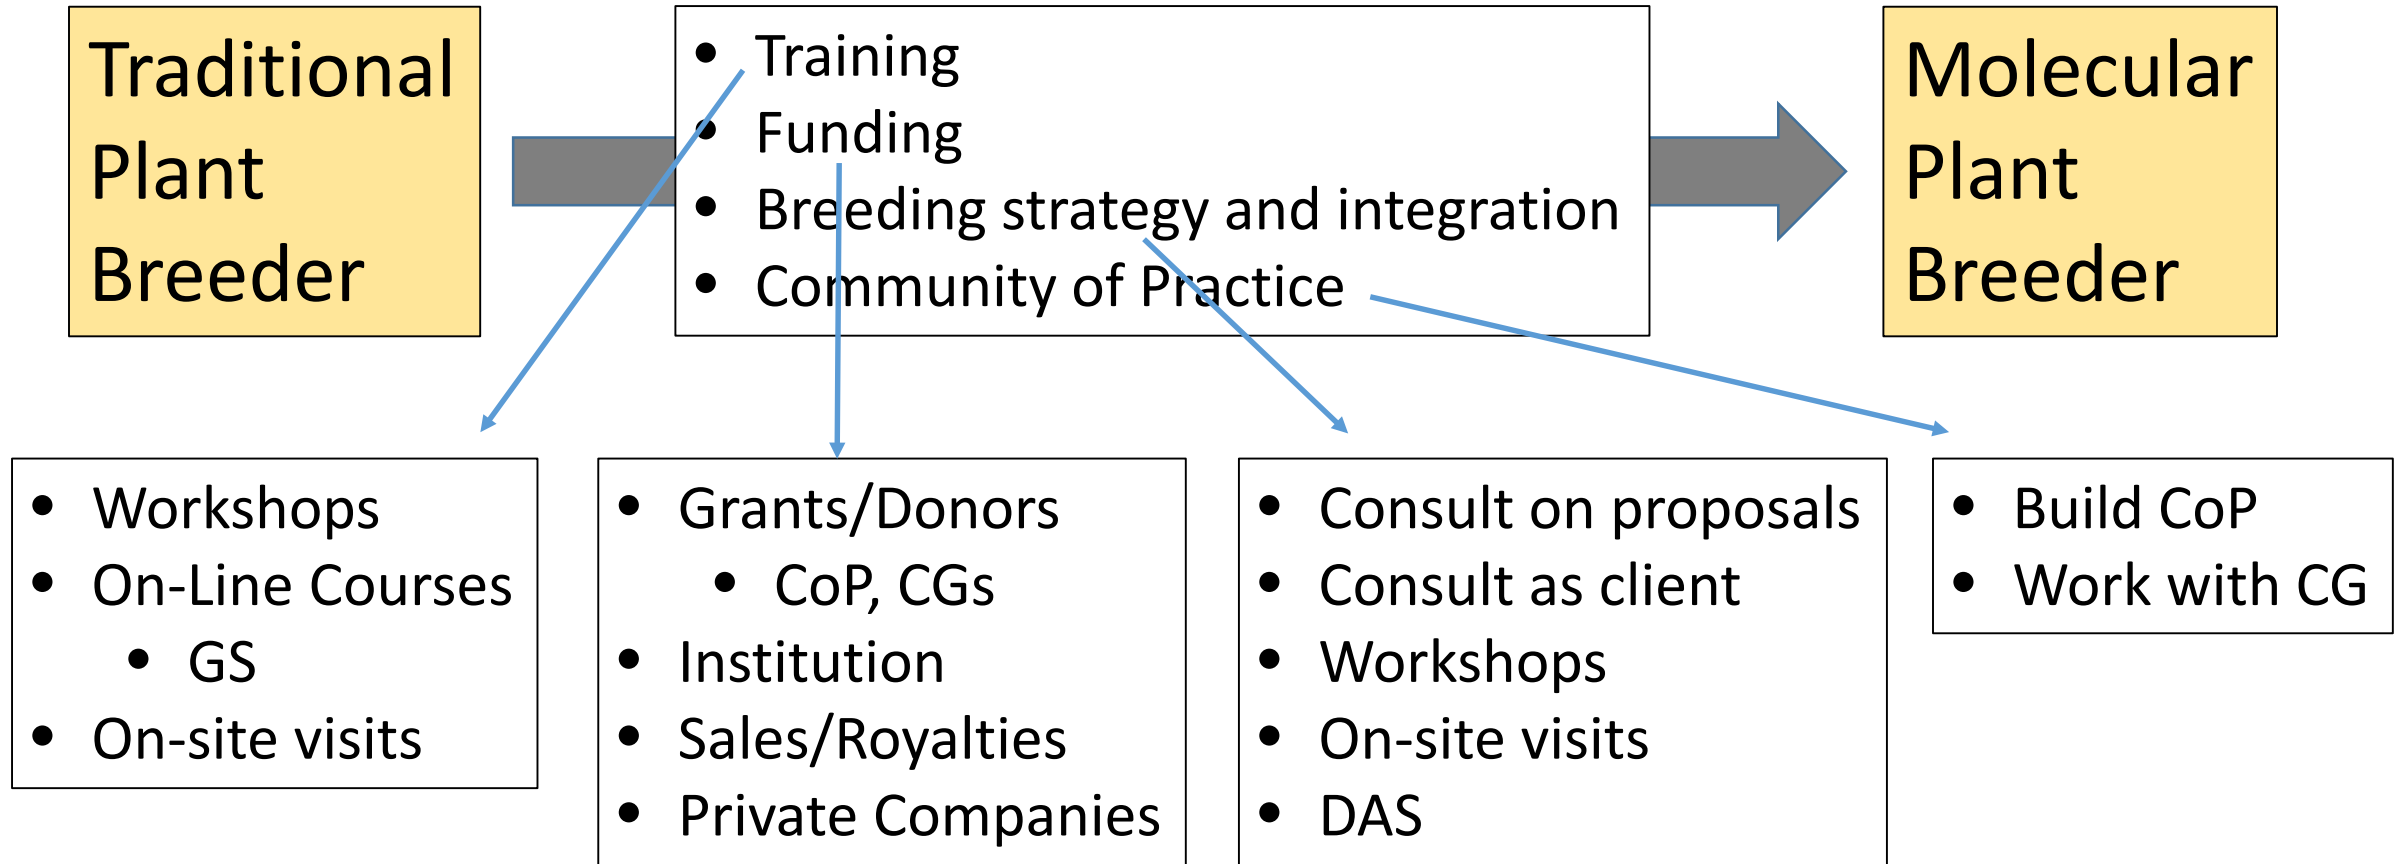 Traditional
Plant
Breeder
• Training
• Funding
• Breeding strategy and integration
• Community of Practice
Molecular
Plant
Breeder
• Workshops
• On-Line Courses
• GS
• On-site visits
• Grants/Donors
• CoP, CGs
• Institution
• Sales/Royalties
• Private Companies
• Consult on proposals
• Consult as client
• Workshops
• On-site visits
• DAS
• Build CoP
• Work with CG